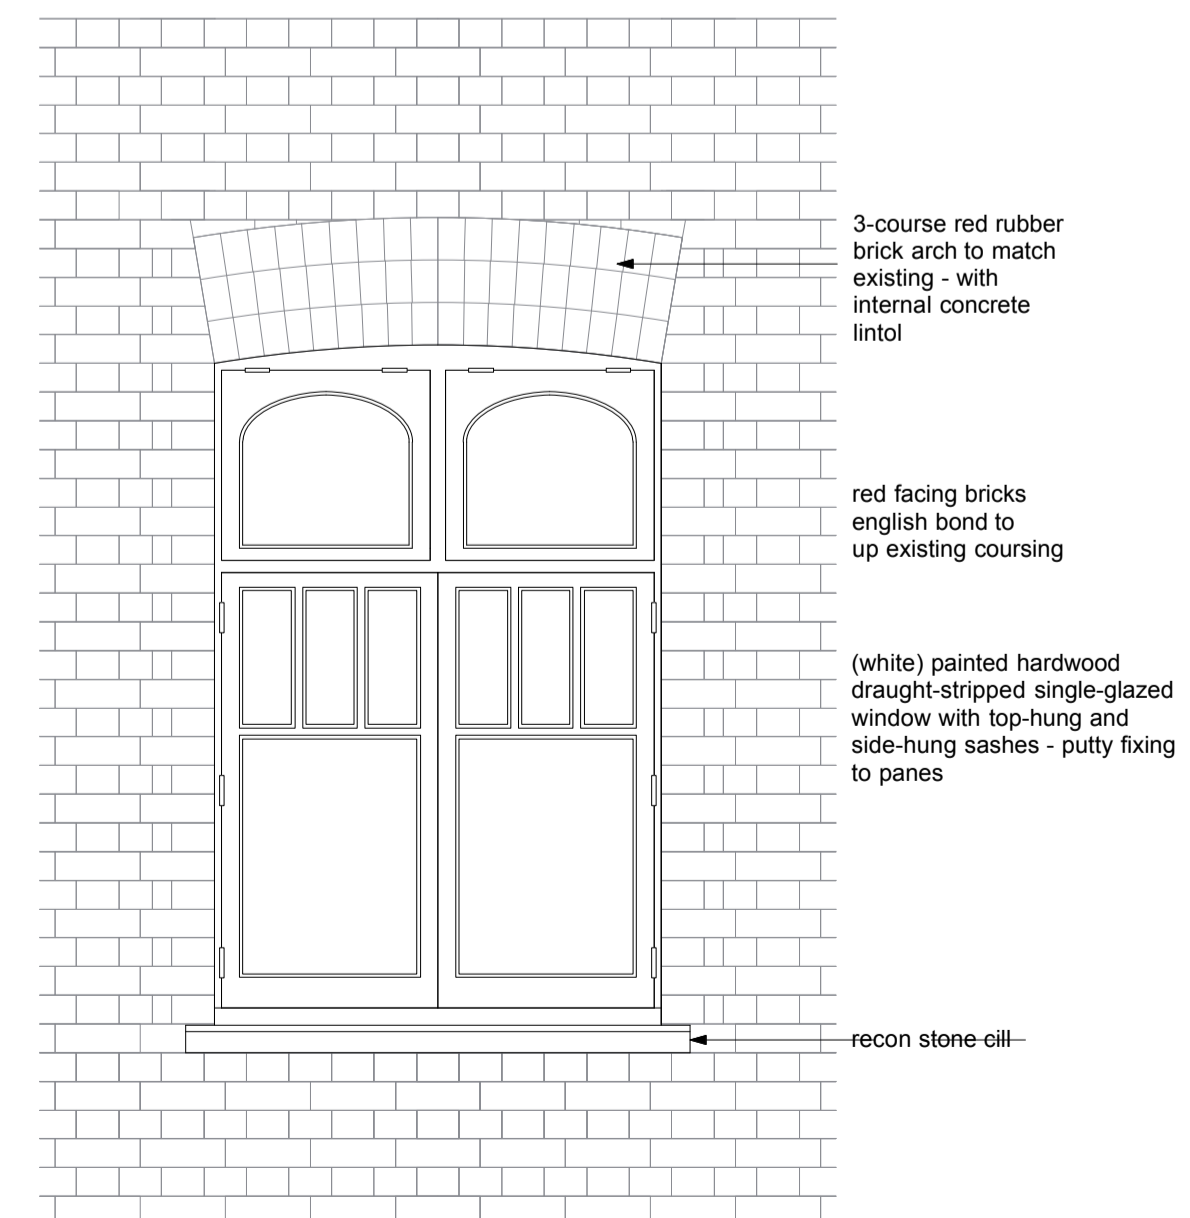 3-course red rubber
brick arch to match
existing - with
internal concrete
lintol
red facing bricks
english bond to
up existing coursing
(white) painted hardwood
draught-stripped single-glazed
window with top-hung and
side-hung sashes - putty fixing
to panes
recon stone cill